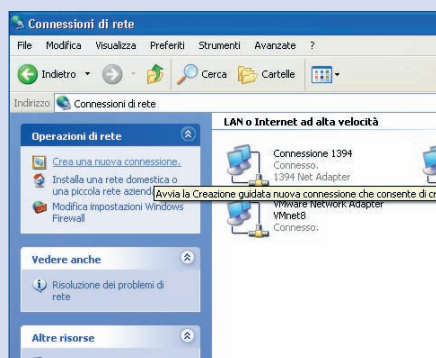 Connessioni di rete
File Modifica Visualizza Preferiti Strumenti Avanzate ?
Indietro Cerca Cartelle
Indirizzo Connessioni di rete
Operazioni di rete
Crea una nuova connessione.
Installa una rete domestica o
una piccola rete azienda
Modifica impostazioni Windows
Firewall
Vedere anche
Risoluzione dei problemi di
rete
Altre risorse
LAN o Internet ad alta velocità
Connessione 1394
Connesso.
1394 Net Adapter
Avvia la Creazione guidata nuova connessione che consente di cr
VMware Network Adapter
VMnet8
Connesso.